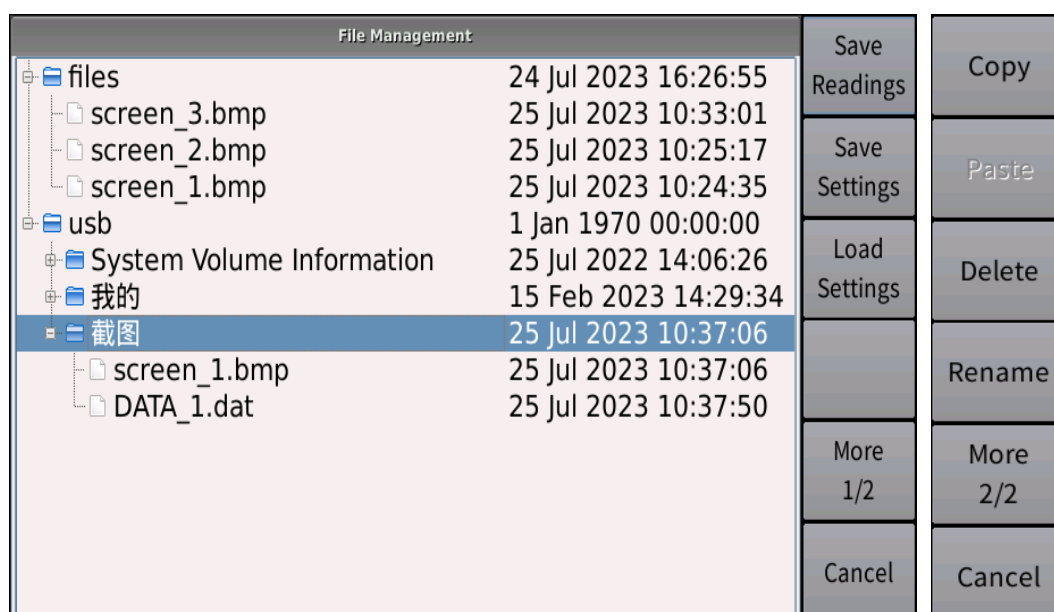 File Management
files 24 Jul 2023 16:26:55
screen_3.bmp 25 Jul 2023 10:33:01
screen_2.bmp 25 Jul 2023 10:25:17
screen_1.bmp 25 Jul 2023 10:24:35
usb 1 Jan 1970 00:00:00
System Volume Information 25 Jul 2022 14:06:26
我的 15 Feb 2023 14:29:34
截图 25 Jul 2023 10:37:06
screen_1.bmp 25 Jul 2023 10:37:06
DATA_1.dat 25 Jul 2023 10:37:50
Save
Readings
Save
Settings
Load
Settings
More
1/2
Cancel
Copy
Paste
Delete
Rename
More
2/2
Cancel